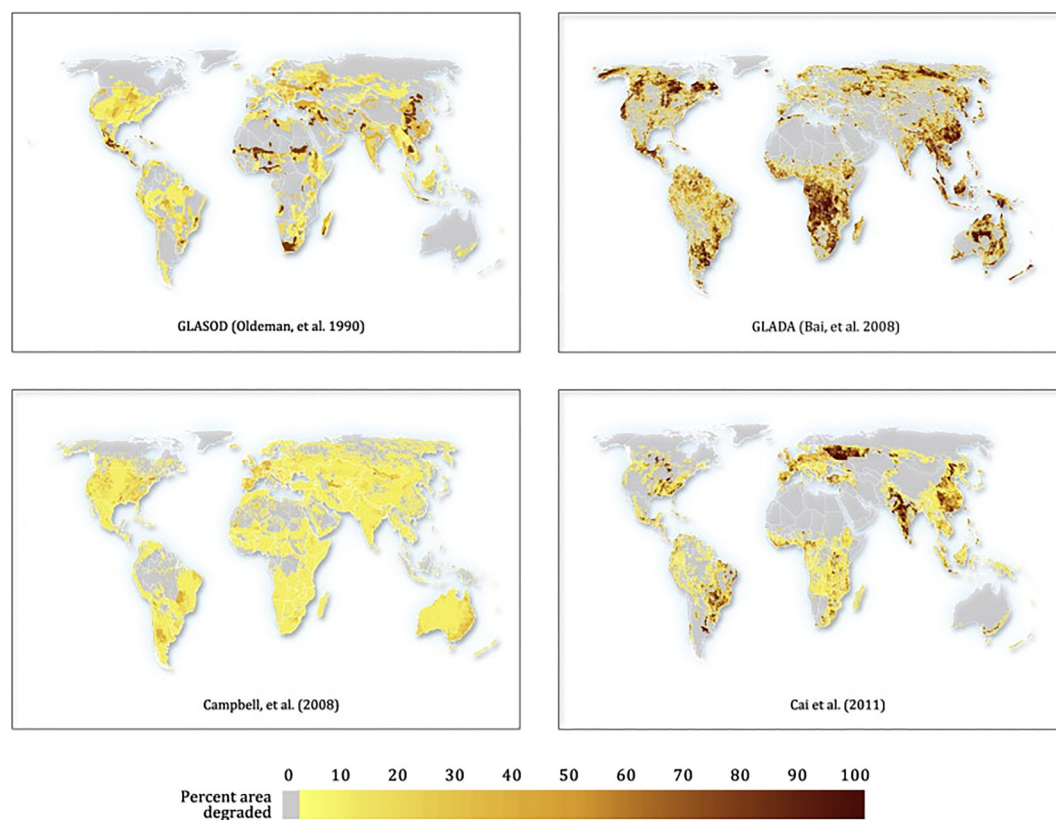 GLASOD (Oldeman, et al. 1990)
GLADA (Bai, et al. 2008)
Campbell, et al. (2008)
Cai et al. (2011)
0 10 20 30 40 50 60 70 80 90 100
Percent area
degraded